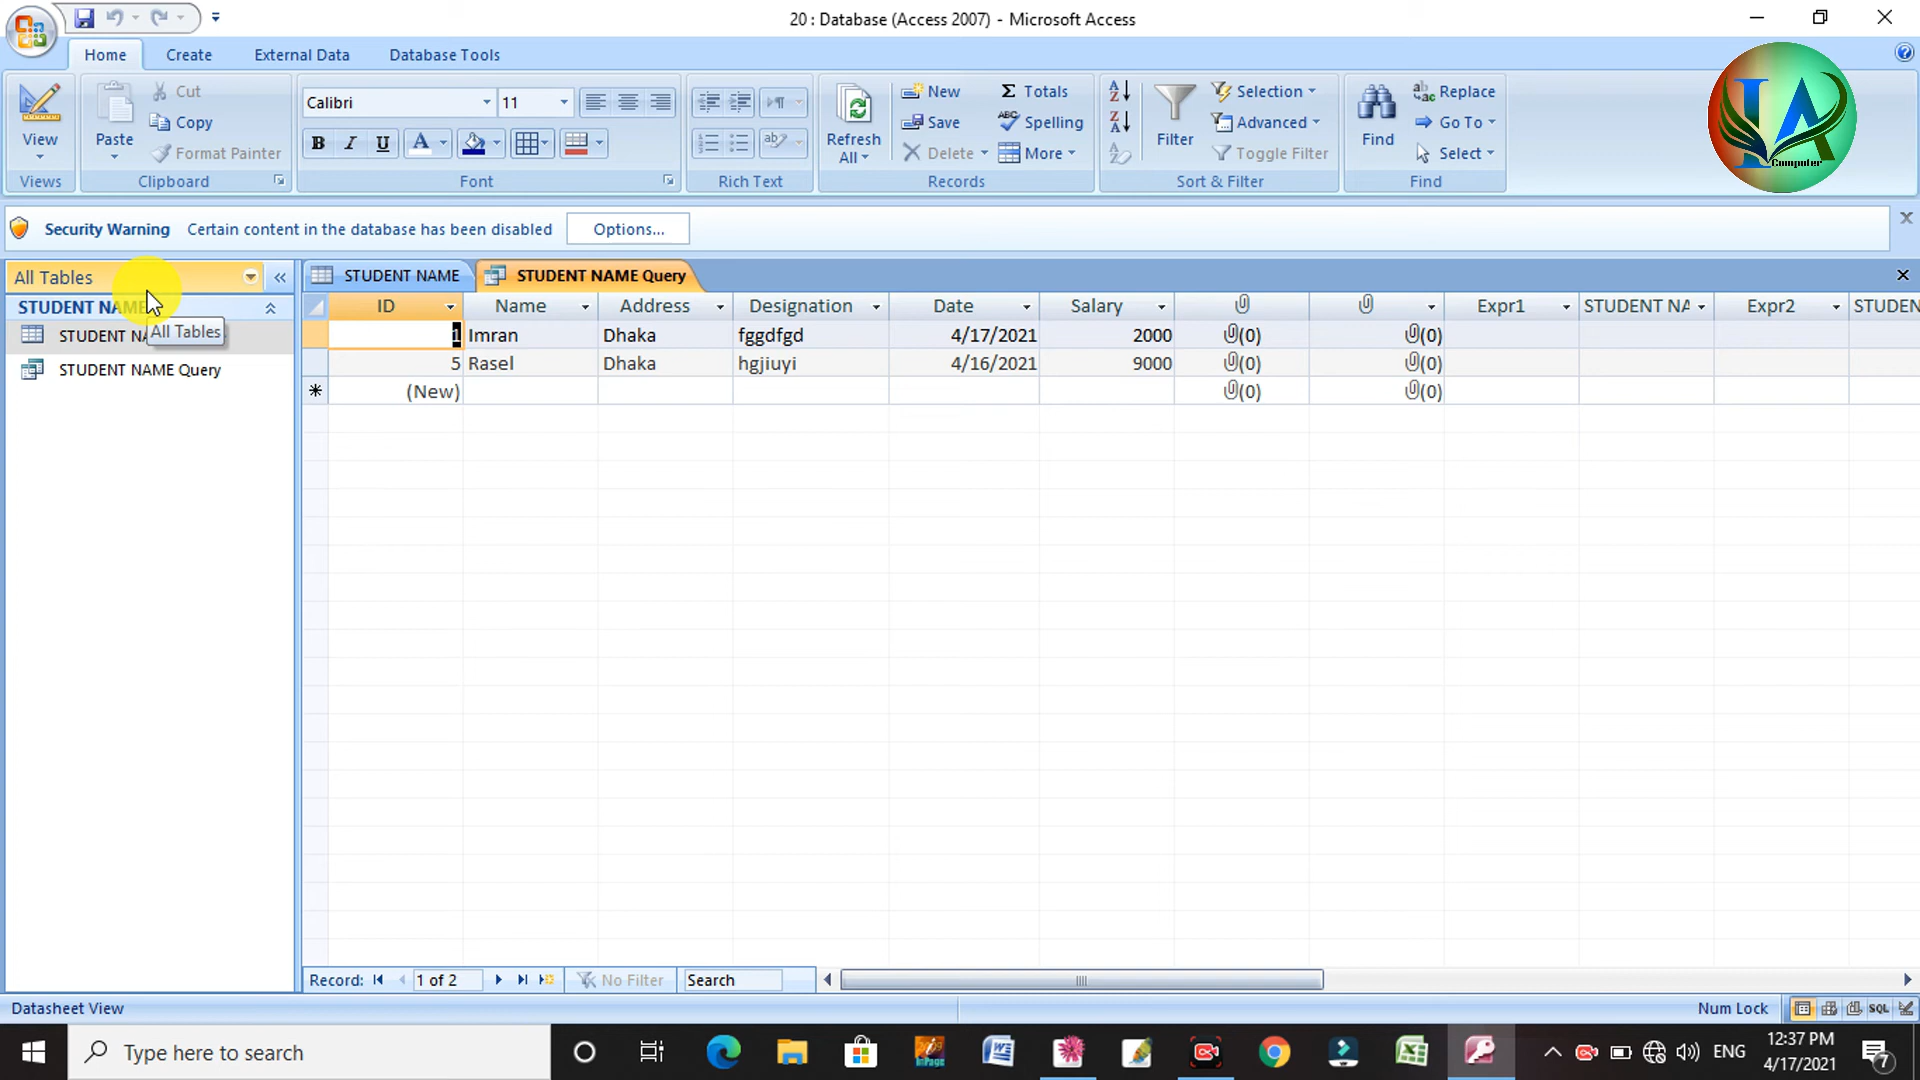 20 : Database (Access 2007) - Microsoft Access
Home Create External Data Database Tools
View
Views
Paste
Cut
Copy
Format Painter
Clipboard
Calibri 11
B I U A
Font
Rich Text
Refresh All
New
Save
Delete
Totals
Spelling
More
Records
Filter
Selection
Advanced
Toggle Filter
Sort & Filter
Find
Replace
Go To
Select
Find
IA
Computer
Security Warning Certain content in the database has been disabled Options...
All Tables
STUDENT NAME
STUDENT NA
All Tables
STUDENT NAME Query
STUDENT NAME STUDENT NAME Query
ID Name Address Designation Date Salary Expr1 STUDENT NA Expr2 STUDEN
1 Imran Dhaka fggdfgd 4/17/2021 2000 (0) (0)
5 Rasel Dhaka hgjiuyi 4/16/2021 9000 (0) (0)
(New) (0) (0)
Record: 1 of 2 No Filter Search
Datasheet View Num Lock SQL
Type here to search
ENG
12:37 PM
4/17/2021
7